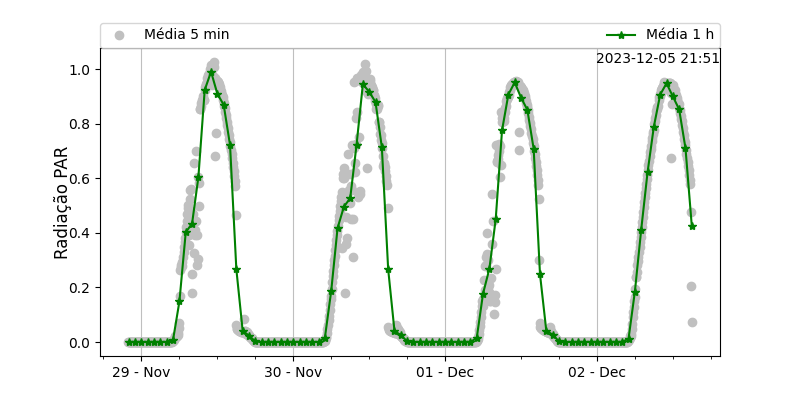 Média 5 min
Média 1 h
2023-12-05 21:51
Radiação PAR
1.0
0.8
0.6
0.4
0.2
0.0
29 - Nov
30 - Nov
01 - Dec
02 - Dec